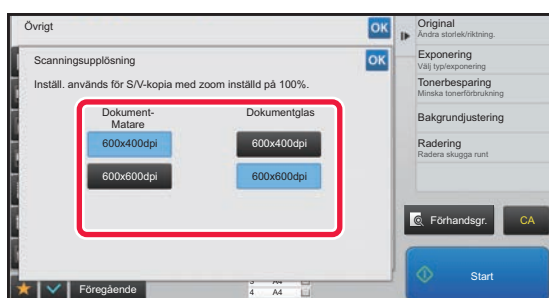 Övrigt
OK
Scanningsupplösning
OK
Inställ. används för S/V-kopia med zoom inställd på 100%.
Dokument-
Matare
Dokumentglas
600x400dpi
600x400dpi
600x600dpi
600x600dpi
Föregående
4 A4
Original
Ändra storlek/riktning.
Exponering
Välj typ/exponering
Tonerbesparing
Minska tonerförbrukning
Bakgrundjustering
Radering
Radera skugga runt
Förhandsgr.
CA
Start